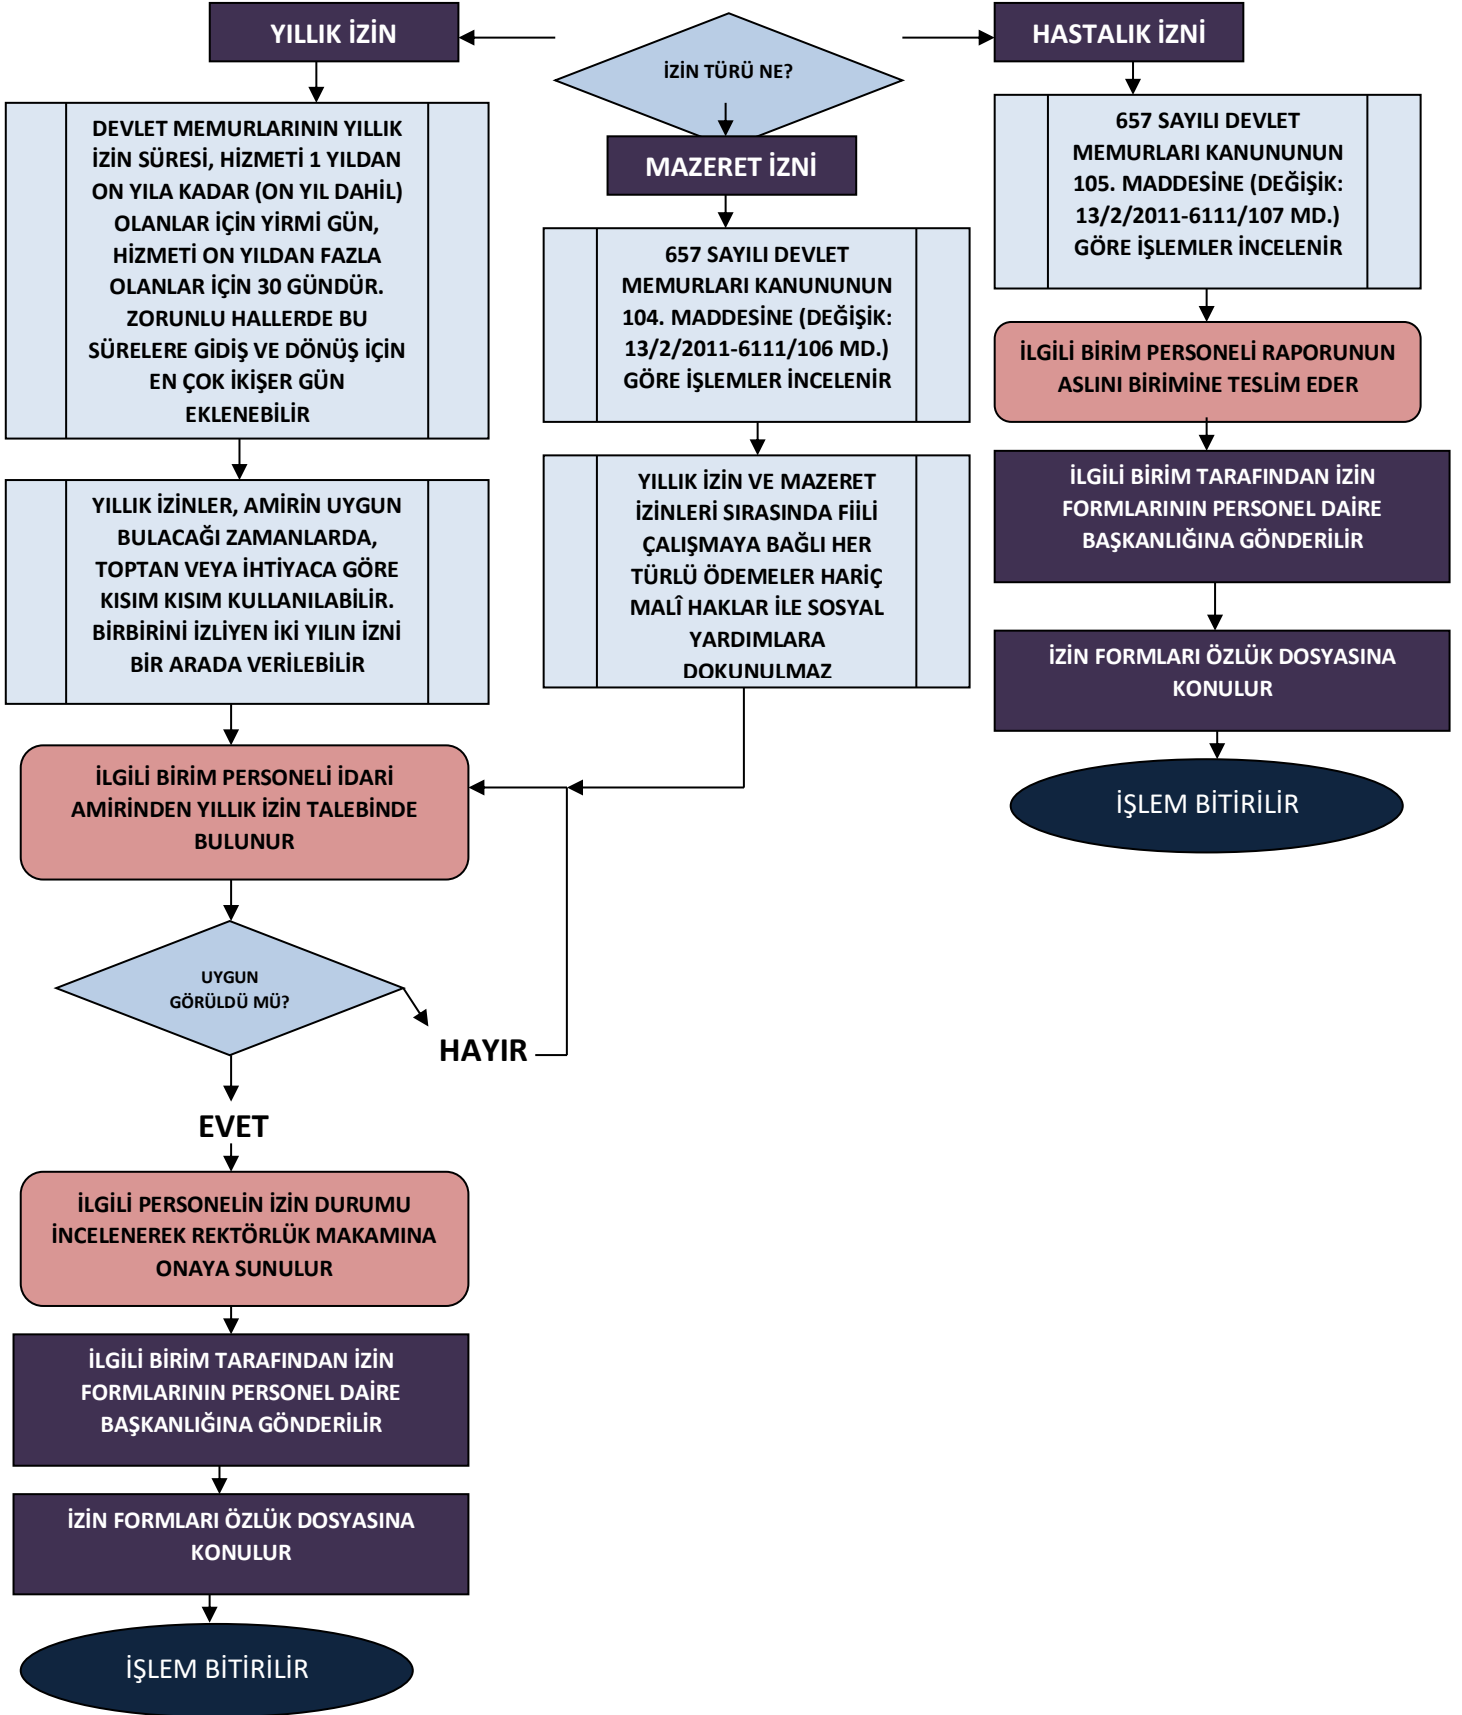 İZİN TÜRÜ NE?
YILLIK İZİN
DEVLET MEMURLARININ YILLIK
İZİN SÜRESİ, HİZMETİ 1 YILDAN
ON YILA KADAR (ON YIL DAHİL)
OLANLAR İÇİN YİRMİ GÜN,
HİZMETİ ON YILDAN FAZLA
OLANLAR İÇİN 30 GÜNDÜR.
ZORUNLU HALLERDE BU
SÜRELERE GİDİŞ VE DÖNÜŞ İÇİN
EN ÇOK İKİŞER GÜN
EKLENEBİLİR
YILLIK İZİNLER, AMİRİN UYGUN
BULACAĞI ZAMANLARDA,
TOPTAN VEYA İHTİYACA GÖRE
KISIM KISIM KULLANILABİLİR.
BİRBİRİNİ İZLİYEN İKİ YILIN İZNİ
BİR ARADA VERİLEBİLİR
İLGİLİ BİRİM PERSONELİ İDARİ
AMİRİNDEN YILLIK İZİN TALEBİNDE
BULUNUR
UYGUN
GÖRÜLDÜ MÜ?
HAYIR
EVET
İLGİLİ PERSONELİN İZİN DURUMU
İNCELENEREK REKTÖRLÜK MAKAMINA
ONAYA SUNULUR
İLGİLİ BİRİM TARAFINDAN İZİN
FORMLARININ PERSONEL DAİRE
BAŞKANLIĞINA GÖNDERİLİR
İZİN FORMLARI ÖZLÜK DOSYASINA
KONULUR
İŞLEM BİTİRİLİR
MAZERET İZNİ
657 SAYILI DEVLET
MEMURLARI KANUNUNUN
104. MADDESİNE (DEĞİŞİK:
13/2/2011-6111/106 MD.)
GÖRE İŞLEMLER İNCELENİR
YILLIK İZİN VE MAZERET
İZİNLERİ SIRASINDA FİİLİ
ÇALIŞMAYA BAĞLI HER
TÜRLÜ ÖDEMELER HARİÇ
MALÎ HAKLAR İLE SOSYAL
YARDIMLARA
DOKUNULMAZ
HASTALIK İZNİ
657 SAYILI DEVLET
MEMURLARI KANUNUNUN
105. MADDESİNE (DEĞİŞİK:
13/2/2011-6111/107 MD.)
GÖRE İŞLEMLER İNCELENİR
İLGİLİ BİRİM PERSONELİ RAPORUNUN
ASLINI BİRİMİNE TESLİM EDER
İLGİLİ BİRİM TARAFINDAN İZİN
FORMLARININ PERSONEL DAİRE
BAŞKANLIĞINA GÖNDERİLİR
İZİN FORMLARI ÖZLÜK DOSYASINA
KONULUR
İŞLEM BİTİRİLİR